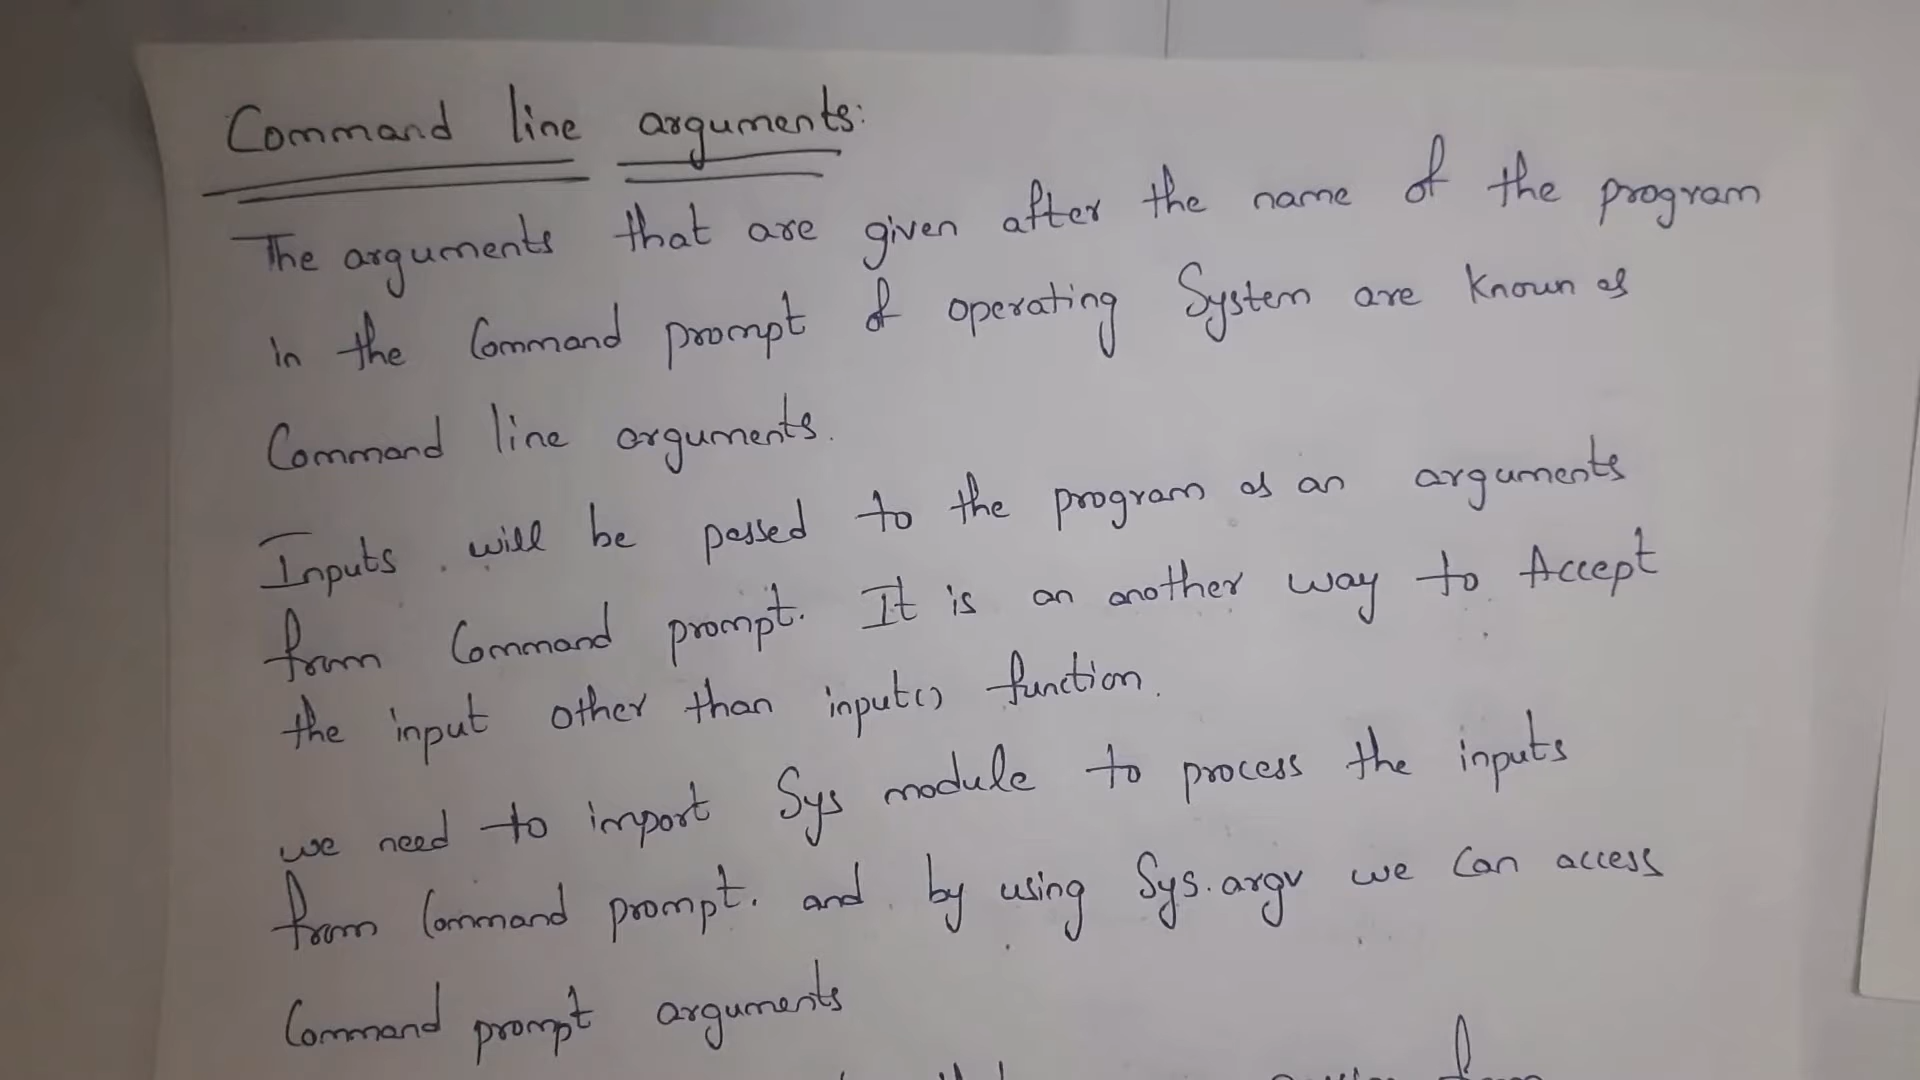 Command line arguments:
The arguments that are given after the name of the program
in the Command prompt of operating System are known as
Command line arguments.
Inputs will be passed to the program as an arguments
from Command prompt. It is an another way to Accept
the input other than input() function.
we need to import Sys module to process the inputs
from Command prompt. and by using Sys.argv we can access
Command prompt arguments